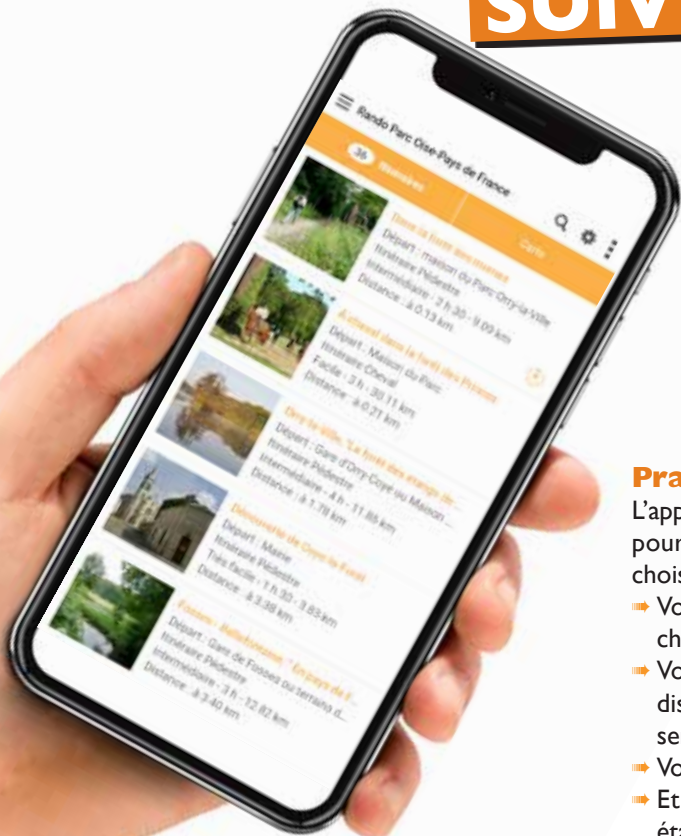 SUIV
Rando Parc Oise-Pays de France
36 Itinéraires
Carte
Dans la forêt des
Départ : maison du Parc Orry-la-Ville
Itinéraire Pédestre
Intermédiaire - 2 h 30 - 9.09 km
Distance : à 0.13 km
A cheval dans la forêt des Princes
Départ : Maison du Parc
Itinéraire Cheval
Facile - 3 h - 30.11 km
Distance : à 0.21 km
Orry-la-Ville, "La forêt des étangs de ...
Départ : Gare d'Orry-Coye ou Maison ...
Itinéraire Pédestre
Intermédiaire - 4 h - 11.86 km
Distance : à 1.78 km
Découverte de Coye-la-Forêt
Départ : Mairie
Itinéraire Pédestre
Très facile - 1 h 30 - 3.83 km
Distance : à 3.38 km
Fosses - "En pays de F...
Départ : Gare de Fosses ou terrains d...
Itinéraire Pédestre
Intermédiaire - 3 h - 12.82 km
Distance : à 3.40 km
Pra
L'app
pour
chois
Vo
ch
Vo
dis
se
Vo
Et
éta